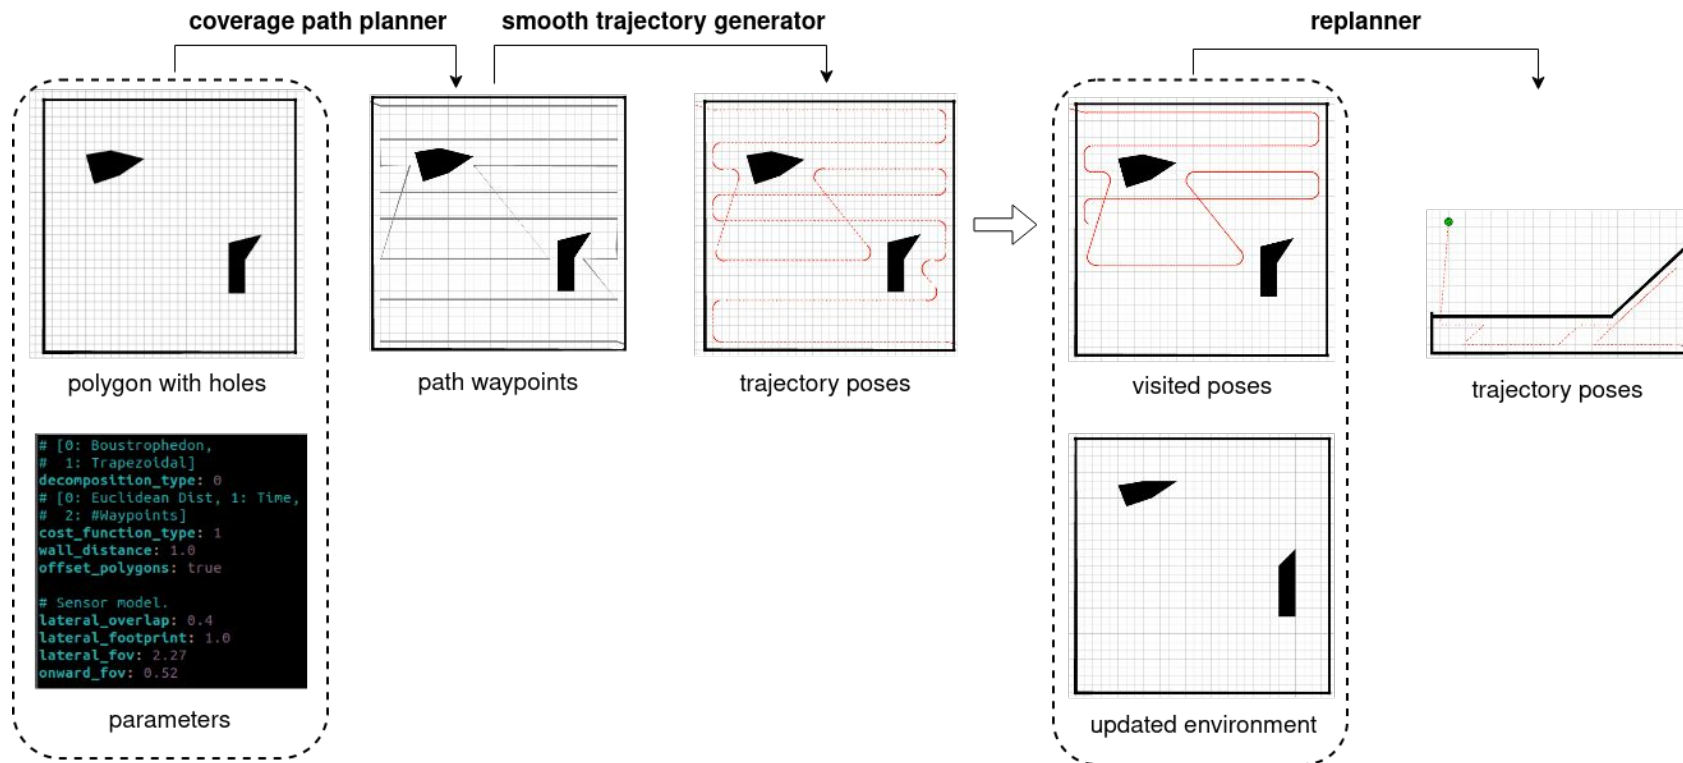 coverage path planner
smooth trajectory generator
replanner
polygon with holes
path waypoints
trajectory poses
visited poses
trajectory poses
# [0: Boustrophedon,
#  1: Trapezoidal]
decomposition_type: 0
# [0: Euclidean Dist, 1: Time,
#  2: #Waypoints]
cost_function_type: 1
wall_distance: 1.0
offset_polygons: true
# Sensor model.
lateral_overlap: 0.4
lateral_footprint: 1.0
lateral_fov: 2.27
onward_fov: 0.52
parameters
updated environment